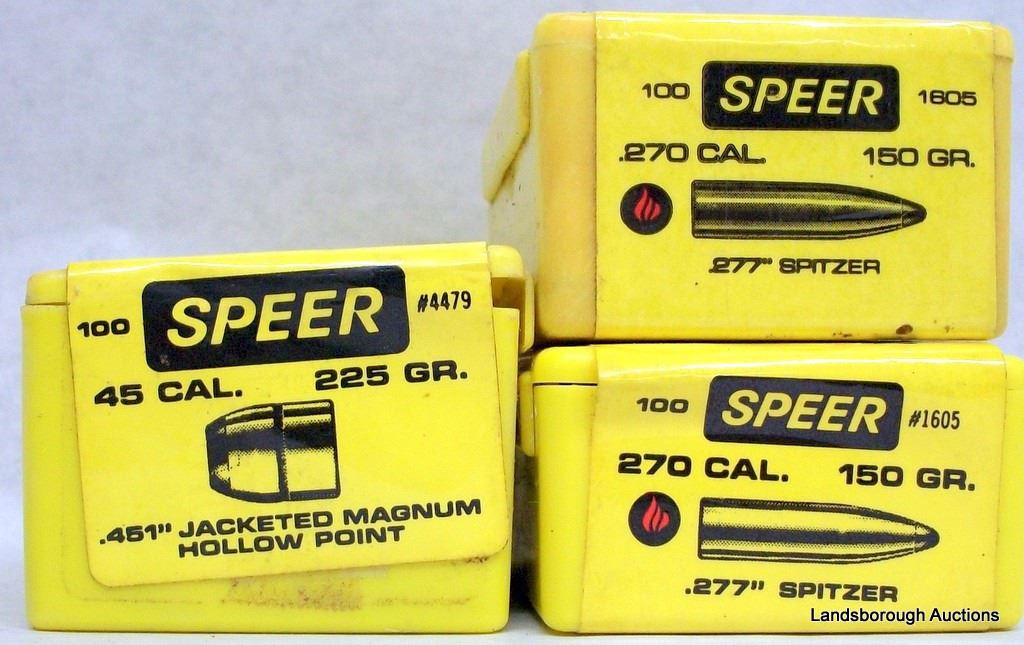 100 SPEER #4479
45 CAL. 225 GR.
.451" JACKETED MAGNUM
HOLLOW POINT
100 SPEER 1605
.270 CAL. 150 GR.
.277" SPITZER
100 SPEER #1605
270 CAL. 150 GR.
.277" SPITZER
Landsborough Auctions